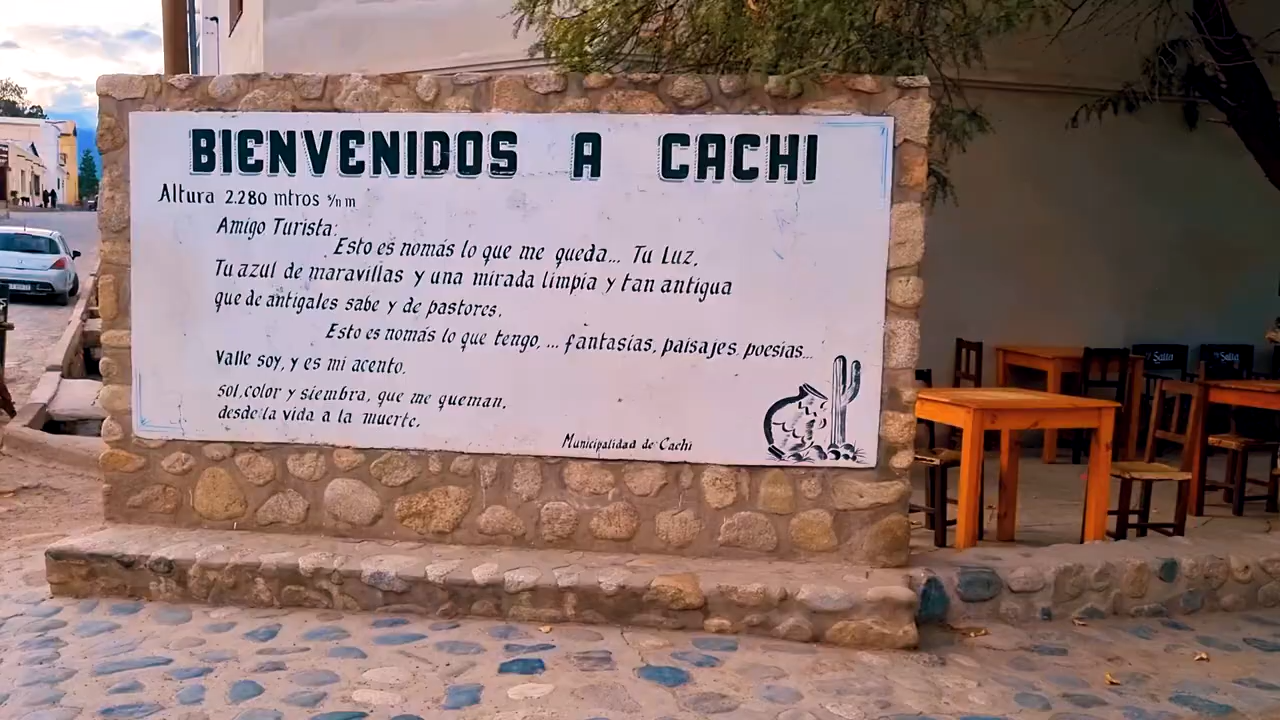 BIENVENIDOS A CACHI
Altura 2.280 mtros s/n m
Amigo Turista:
Esto es nomás lo que me queda... Tu Luz,
Tu azul de maravillas y una mirada limpia y tan antigua
que de antigales sabe y de pastores.
Esto es nomás lo que tengo, ... fantasías, paisajes, poesías...
Valle soy, y es mi acento.
sol, color y siembra, que me queman,
desde la vida a la muerte.
Municipalidad de Cachi
Salta
Salta